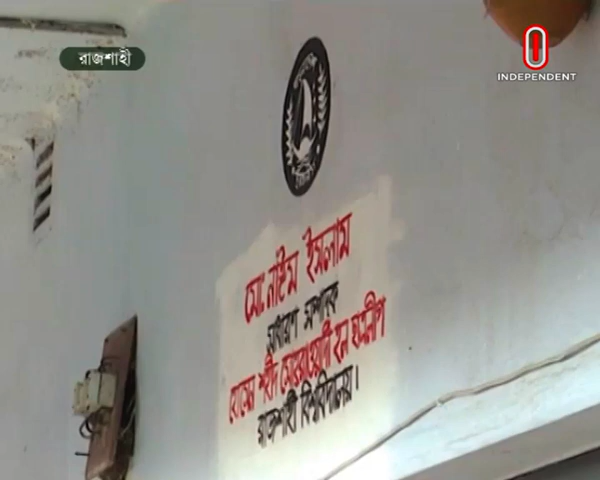 রাজশাহী
INDEPENDENT
মো: নাঈম ইসলাম
সাধারণ সম্পাদক
হোসেন শহীদ সোহরাওয়ার্দী হল ছাত্রলীগ
রাজশাহী বিশ্ববিদ্যালয়।